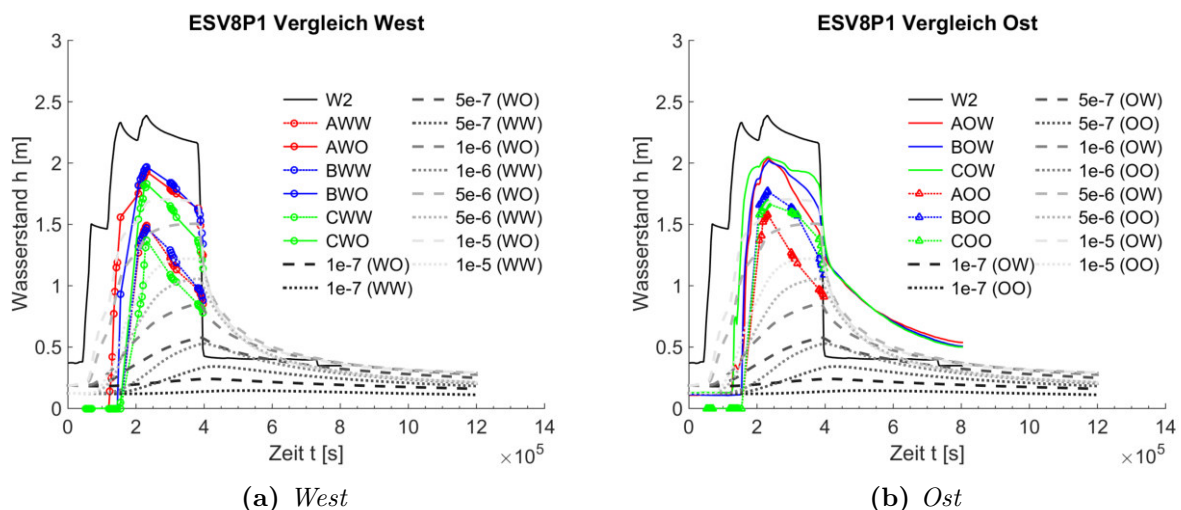 ESV8P1 Vergleich West
Wasserstand h [m]
3
2.5
2
1.5
1
0.5
0
W2
AWW
AWO
BWW
BWO
CWW
CWO
1e-7 (WO)
1e-7 (WW)
5e-7 (WO)
5e-7 (WW)
1e-6 (WO)
1e-6 (WW)
5e-6 (WO)
5e-6 (WW)
1e-5 (WO)
1e-5 (WW)
0 2 4 6 8 10 12 14
Zeit t [s]
×10^5
(a) West
ESV8P1 Vergleich Ost
Wasserstand h [m]
3
2.5
2
1.5
1
0.5
0
W2
AOW
BOW
COW
AOO
BOO
COO
1e-7 (OW)
1e-7 (OO)
5e-7 (OW)
5e-7 (OO)
1e-6 (OW)
1e-6 (OO)
5e-6 (OW)
5e-6 (OO)
1e-5 (OW)
1e-5 (OO)
0 2 4 6 8 10 12 14
Zeit t [s]
×10^5
(b) Ost